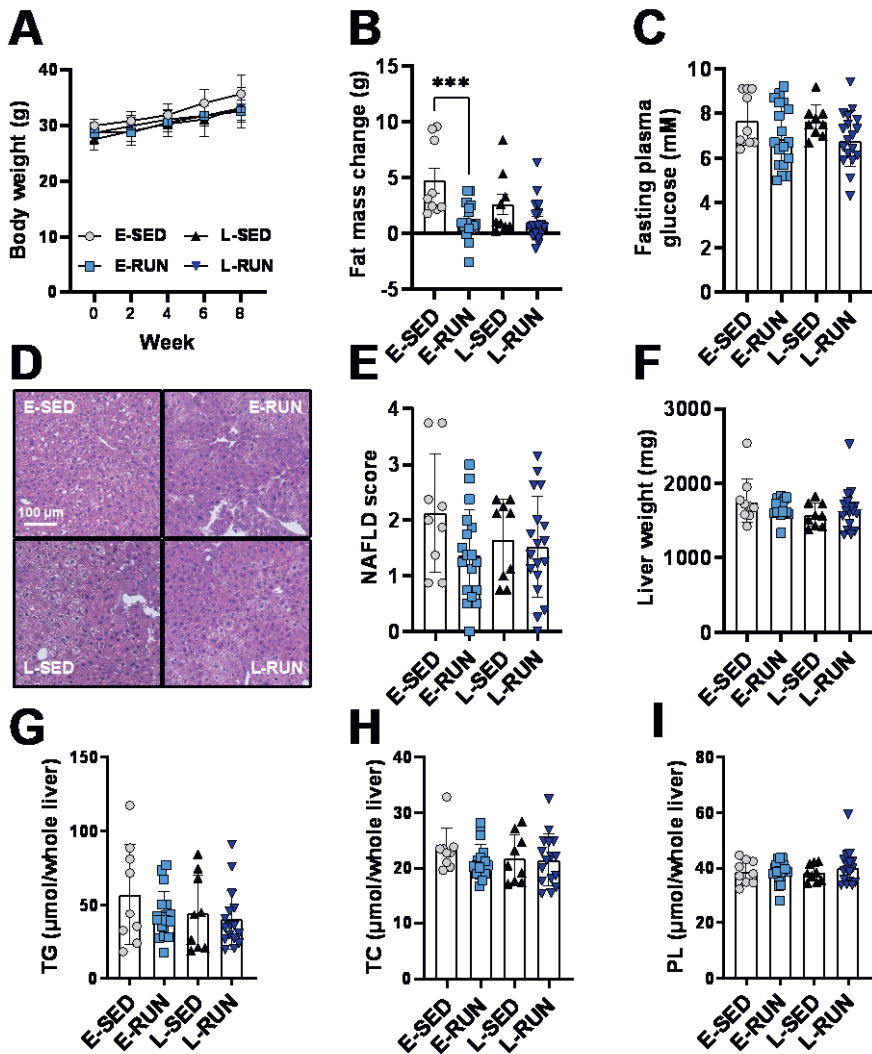 A
Body weight (g)
40
30
20
10
0
E-SED
L-SED
E-RUN
L-RUN
0 2 4 6 8
Week
B
Fat mass change (g)
15
10
5
0
-5
***
E-SED
E-RUN
L-SED
L-RUN
C
Fasting plasma
glucose (mM)
10
8
6
4
2
0
E-SED
E-RUN
L-SED
L-RUN
D
E-SED
E-RUN
100 µm
L-SED
L-RUN
E
NAFLD score
4
3
2
1
0
E-SED
E-RUN
L-SED
L-RUN
F
Liver weight (mg)
3000
2000
1000
0
E-SED
E-RUN
L-SED
L-RUN
G
TG (µmol/whole liver)
150
100
50
0
E-SED
E-RUN
L-SED
L-RUN
H
TC (µmol/whole liver)
40
30
20
10
0
E-SED
E-RUN
L-SED
L-RUN
I
PL (µmol/whole liver)
80
60
40
20
0
E-SED
E-RUN
L-SED
L-RUN